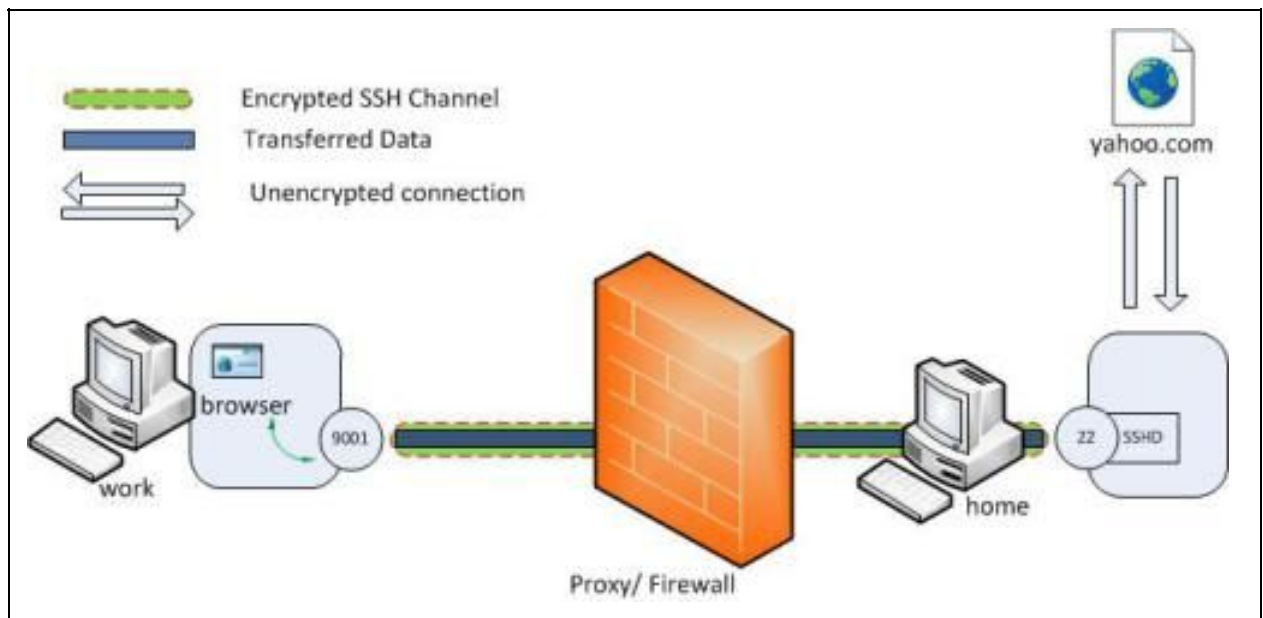 Encrypted SSH Channel
Transferred Data
Unencrypted connection
yahoo.com
browser
9001
work
22
SSHD
home
Proxy/ Firewall